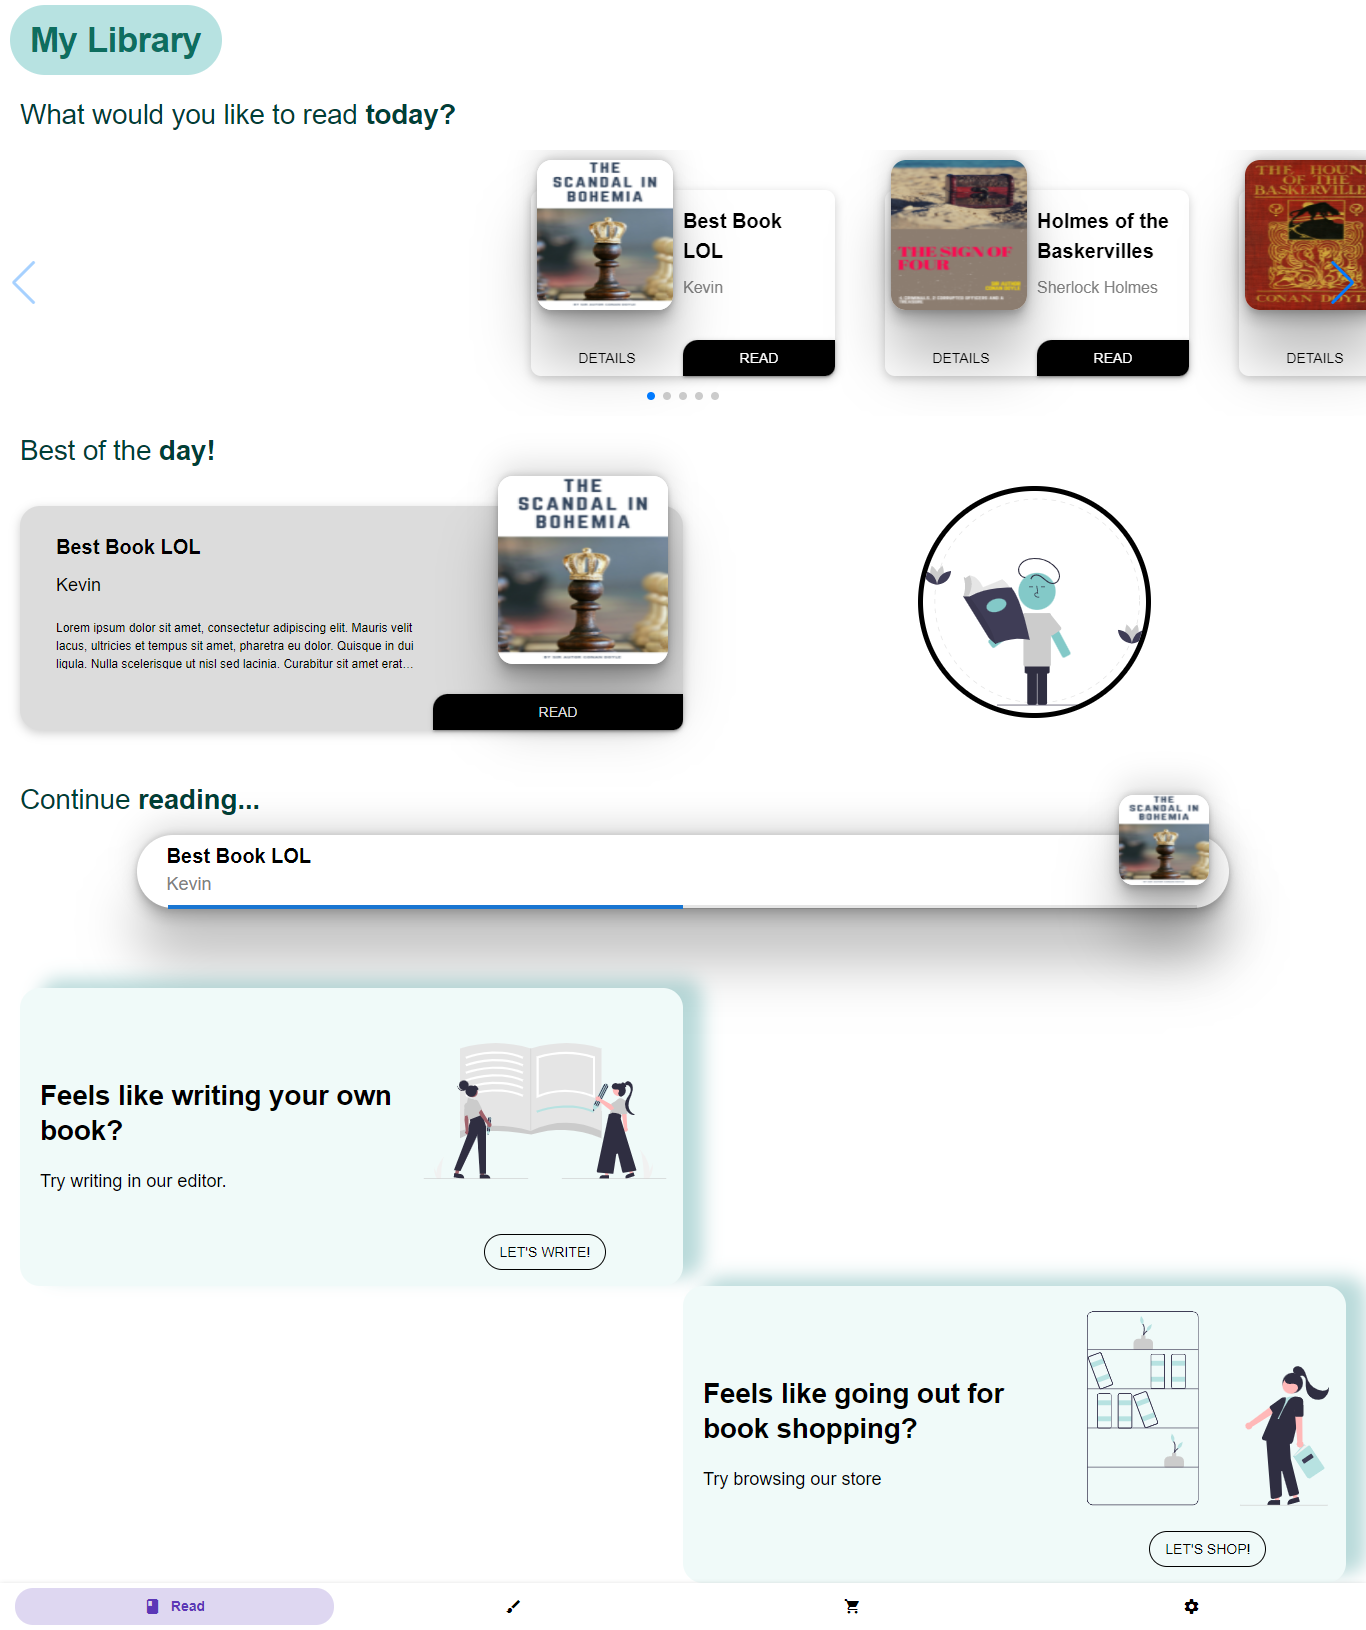 My Library
What would you like to read today?
THE
SCANDAL IN
BOHEMIA
Best Book
LOL
Kevin
DETAILS
READ
THE SIGN OF
FOUR
SIR AUTHOR
CONAN DOYLE
Holmes of the
Baskervilles
Sherlock Holmes
DETAILS
READ
THE HOUN
OF THE
BASKERVILLE
CONAN DOYL
DETAILS
Best of the day!
Best Book LOL
Kevin
Lorem ipsum dolor sit amet, consectetur adipiscing elit. Mauris velit
lacus, ultricies et tempus sit amet, pharetra eu dolor. Quisque in dui
ligula. Nulla scelerisque ut nisl sed lacinia. Curabitur sit amet erat...
THE
SCANDAL IN
BOHEMIA
READ
Continue reading...
Best Book LOL
Kevin
THE
SCANDAL IN
BOHEMIA
Feels like writing your own
book?
Try writing in our editor.
LET'S WRITE!
Feels like going out for
book shopping?
Try browsing our store
LET'S SHOP!
Read